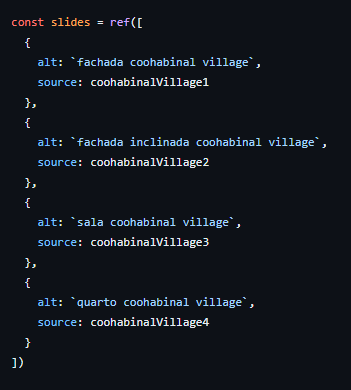 const slides = ref([
  {
    alt: `fachada coohabinal village`,
    source: coohabinalVillage1
  },
  {
    alt: `fachada inclinada coohabinal village`,
    source: coohabinalVillage2
  },
  {
    alt: `sala coohabinal village`,
    source: coohabinalVillage3
  },
  {
    alt: `quarto coohabinal village`,
    source: coohabinalVillage4
  }
])